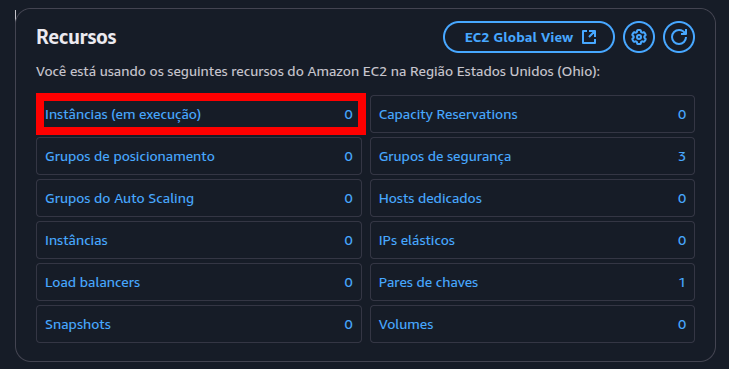 Recursos
EC2 Global View
Você está usando os seguintes recursos do Amazon EC2 na Região Estados Unidos (Ohio):
Instâncias (em execução) 0
Capacity Reservations 0
Grupos de posicionamento 0
Grupos de segurança 3
Grupos do Auto Scaling 0
Hosts dedicados 0
Instâncias 0
IPs elásticos 0
Load balancers 0
Pares de chaves 1
Snapshots 0
Volumes 0